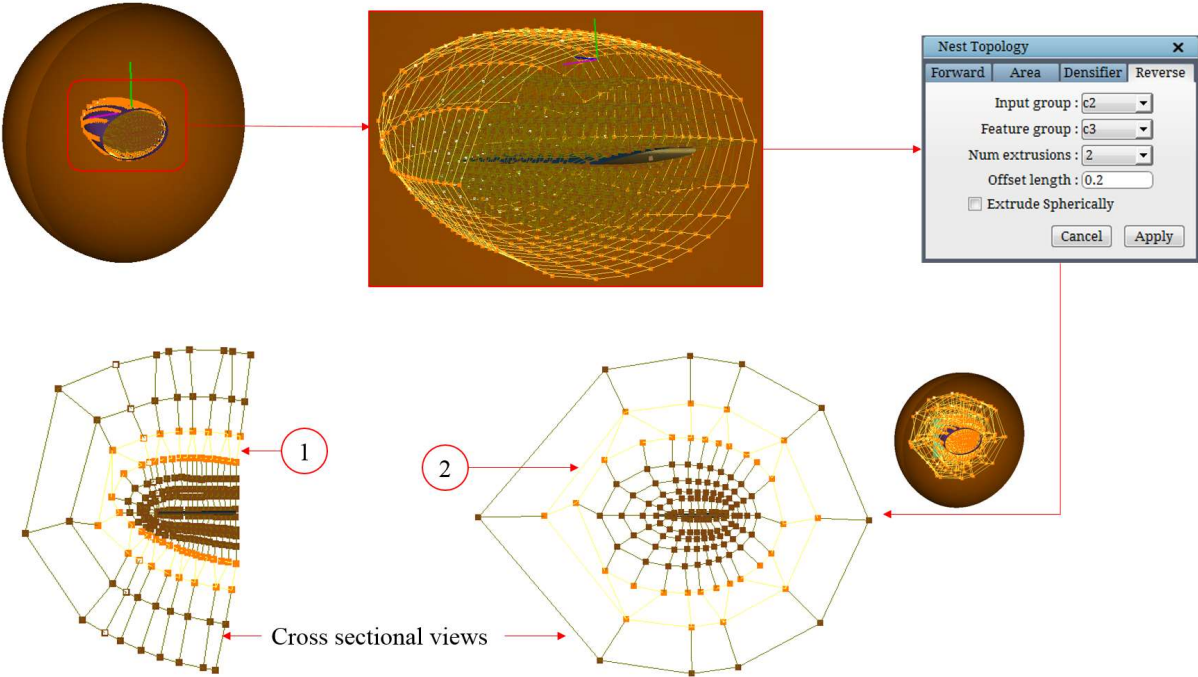 Nest Topology
Forward Area Densifier Reverse
Input group : c2
Feature group : c3
Num extrusions : 2
Offset length : 0.2
Extrude Spherically
Cancel Apply
1
2
Cross sectional views